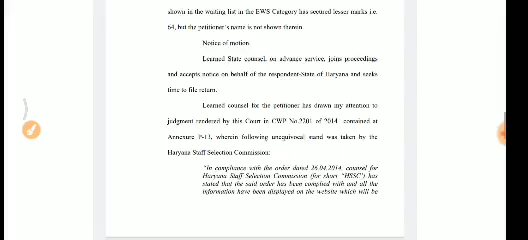 shown in the waiting list in the EWS Category has secured lesser marks i.e.
64, but the petitioner's name is not shown therein.
Notice of motion
Learned State counsel, on advance service, joins proceedings
and accepts notice on behalf of the respondent-State of Haryana and seeks
time to file return.
Learned counsel for the petitioner has drawn my attention to
judgment rendered by this Court in CWP No.2201 of 2014 contained at
Annexure P-13, wherein following unequivocal stand was taken by the
Haryana Staff Selection Commission:
"In compliance with the order dated 26.04.2014, counsel for
Haryana Staff Selection Commission (for short "HSSC") has
stated that the said order has been complied with and all the
information have been displayed on the website which will be